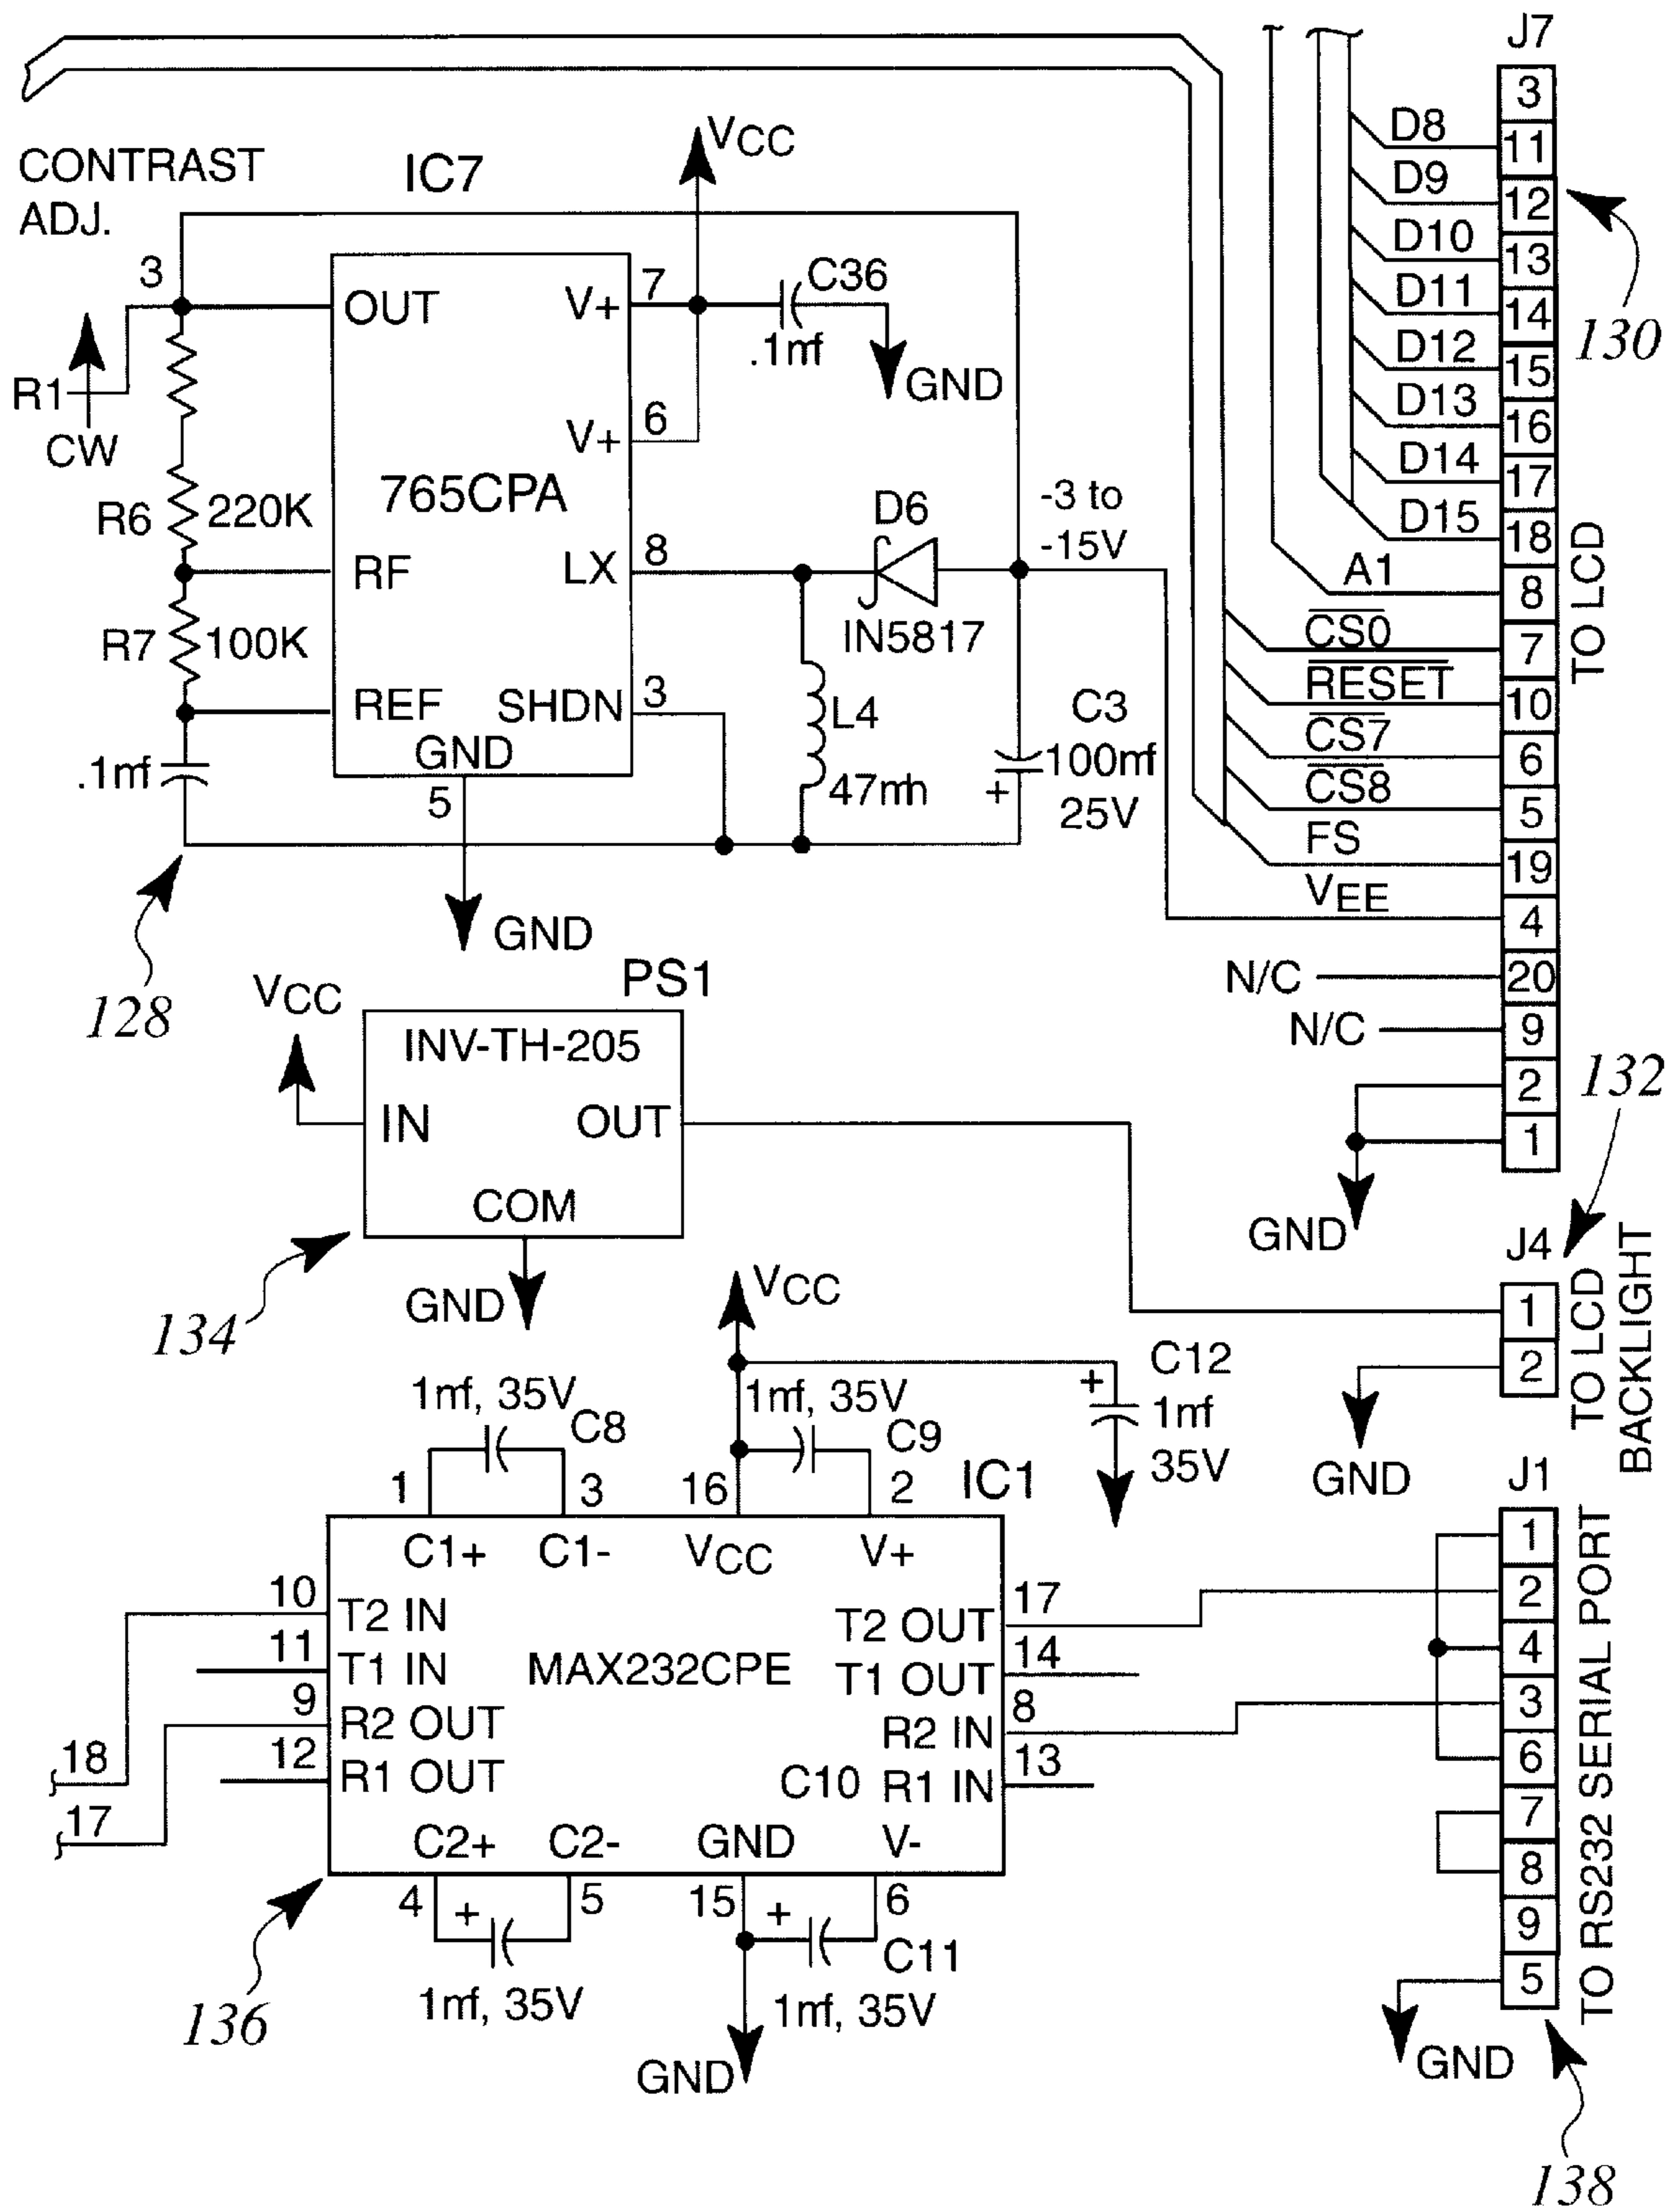 J7
3
D8
11
D9
12
D10
13
D11
14
D12
15
D13
16
D14
17
D15
18
A1
8
CS0
7
RESET
10
CS7
6
CS8
5
FS
19
VEE
4
N/C
20
N/C
9
2
1
GND
TO LCD
130
CONTRAST
ADJ.
IC7
VCC
3
OUT
V+
7
C36
.1mf
GND
R1
CW
V+
6
765CPA
R6
220K
RF
LX
8
D6
IN5817
-3 to
-15V
R7
100K
REF
SHDN
3
L4
47mh
C3
100mf
25V
+
.1mf
GND
5
GND
128
PS1
VCC
INV-TH-205
IN
OUT
COM
GND
134
132
J4
1
2
GND
TO LCD
BACKLIGHT
VCC
C12
+
1mf
35V
1mf, 35V
C8
1mf, 35V
C9
1
3
16
2
IC1
C1+
C1-
VCC
V+
10
T2 IN
T2 OUT
17
11
T1 IN
MAX232CPE
T1 OUT
14
9
R2 OUT
R2 IN
8
12
R1 OUT
C10
R1 IN
13
18
17
C2+
C2-
GND
V-
4
+
5
15
+
6
C11
1mf, 35V
1mf, 35V
GND
136
J1
1
2
4
3
6
7
8
9
5
GND
TO RS232 SERIAL PORT
138